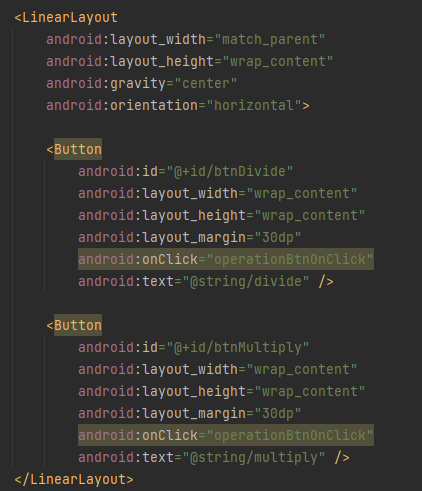 <LinearLayout
    android:layout_width="match_parent"
    android:layout_height="wrap_content"
    android:gravity="center"
    android:orientation="horizontal">
    <Button
        android:id="@+id/btnDivide"
        android:layout_width="wrap_content"
        android:layout_height="wrap_content"
        android:layout_margin="30dp"
        android:onClick="operationBtnOnClick"
        android:text="@string/divide" />
    <Button
        android:id="@+id/btnMultiply"
        android:layout_width="wrap_content"
        android:layout_height="wrap_content"
        android:layout_margin="30dp"
        android:onClick="operationBtnOnClick"
        android:text="@string/multiply" />
</LinearLayout>